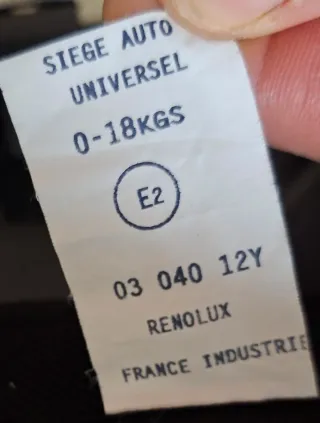 SIEGE AUTO
UNIVERSEL
0-18KGS
E2
03 040 12Y
RENOLUX
FRANCE INDUSTRIE